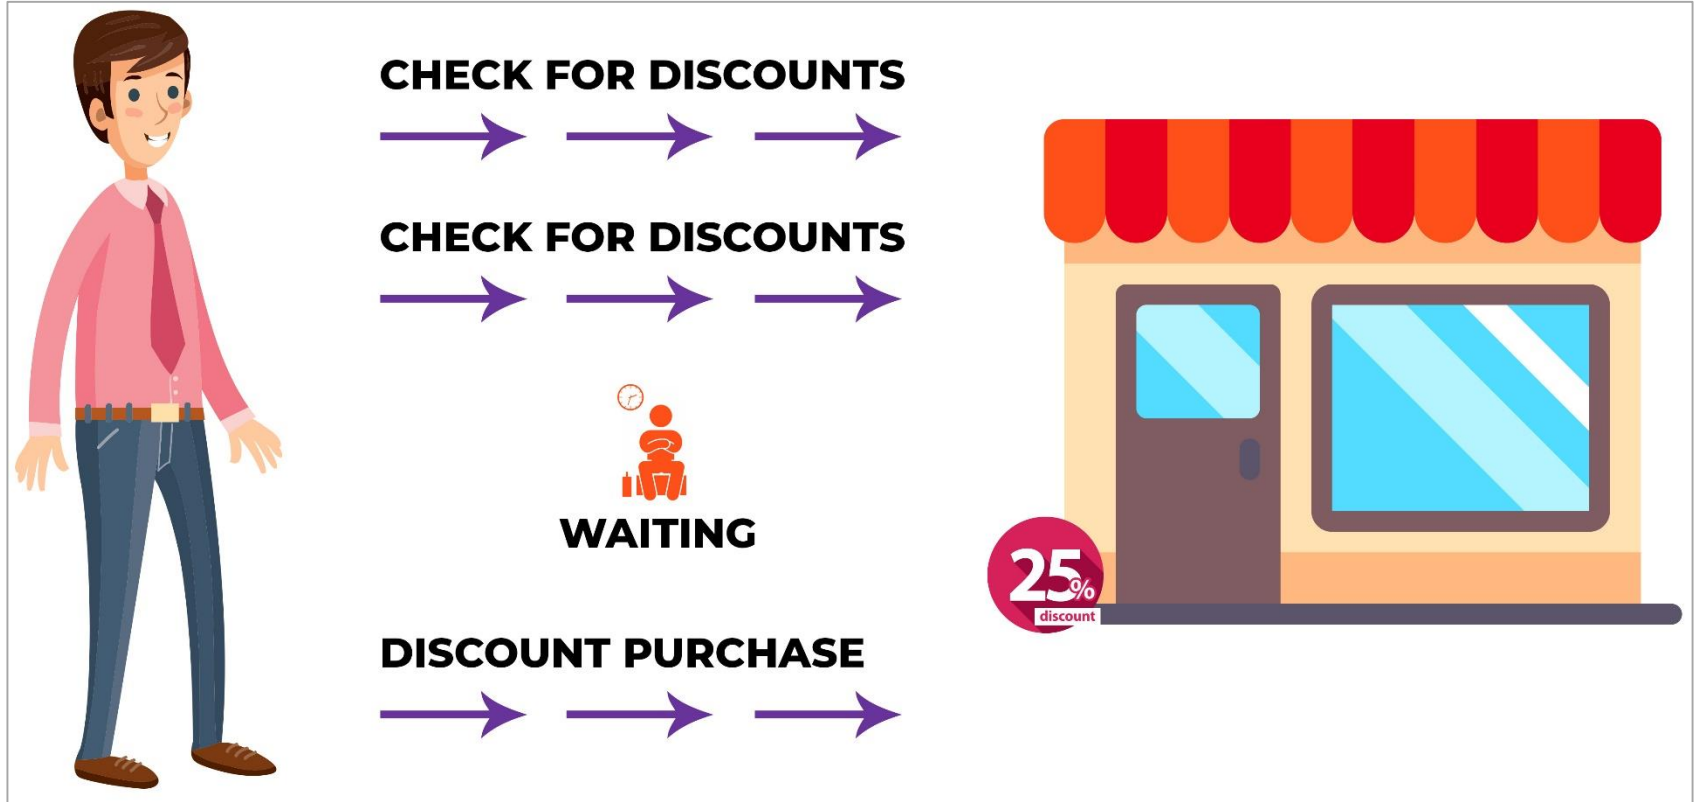 CHECK FOR DISCOUNTS
CHECK FOR DISCOUNTS
WAITING
25%
discount
DISCOUNT PURCHASE